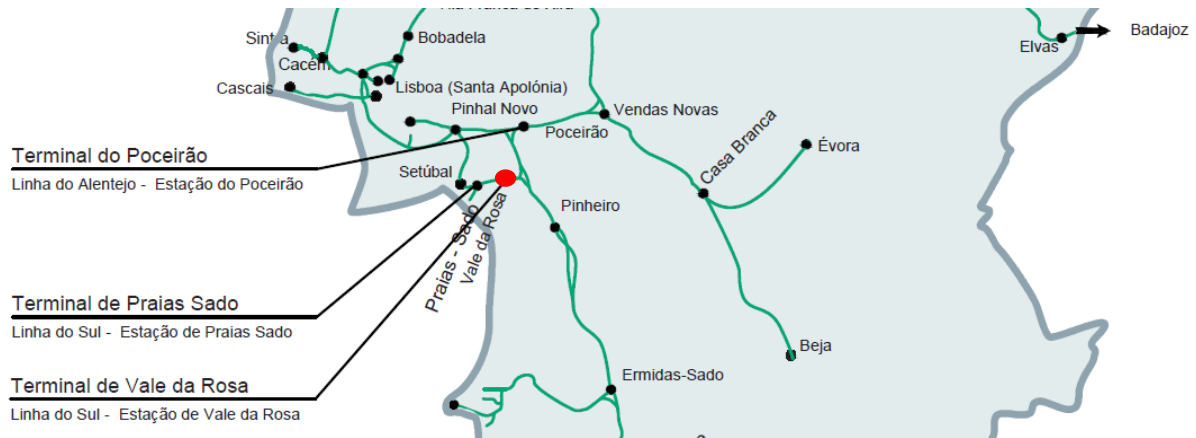 Sintra
Bobadela
Cacém
Cascais
Lisboa (Santa Apolónia)
Pinhal Novo
Vendas Novas
Poceirão
Elvas
Badajoz
Casa Branca
Évora
Terminal do Poceirão
Linha do Alentejo - Estação do Poceirão
Setúbal
Praias - Sado
Vale da Rosa
Pinheiro
Terminal de Praias Sado
Linha do Sul - Estação de Praias Sado
Beja
Terminal de Vale da Rosa
Linha do Sul - Estação de Vale da Rosa
Ermidas-Sado